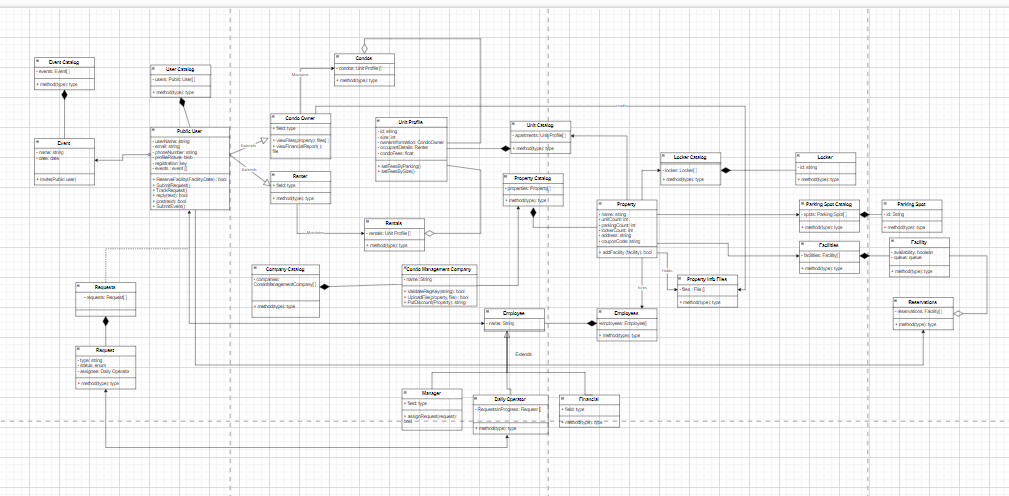 Event Catalog
- events: Event[ ]
+ method(type): type
User Catalog
- users: Public User[ ]
+ method(type): type
Condos
- condos: Unit Profile [ ]
+ method(type): type
Event
- name: string
- date: date
+ invite(Public user)
Public User
- userName: string
- email: string
- phoneNumber: string
- profilePicture: blob
- registration: key
- events : event[ ]
+ ReserveFacility(Facility,Date) : bool
+ SubmitRequest( )
+ TrackRequest( )
+ reply(text): bool
+ post(text): bool
+ SubmitEvent( )
Extends
Extends
Condo Owner
+ field: type
+ viewFiles(property): files[ ]
+ viewFinancialReport( ):
file
Renter
+ field: type
+ method(type): type
Unit Profile
- id: string
- size: int
- ownerInformation: CondoOwner
- occupantDetails: Renter
- condoFees: float
+ setFeesByParking( )
+ setFeesBySize( )
Unit Catalog
- apartments: Unit Profile[ ]
+ method(type): type
Property Catalog
- properties: Property[ ]
+ method(type): type
Rentals
- rentals: Unit Profile [ ]
+ method(type): type
Locker Catalog
- locker: Locker[ ]
+ method(type): type
Locker
- id: string
+ method(type): type
Property
- name: string
- unitCount: int
- parkingCount: int
- lockerCount: int
- address: string
- couponCode: string
+ addFacility (facility): bool
Parking Spot Catalog
- spots: Parking Spot[ ]
+ method(type): type
Parking Spot
- id: String
+ method(type): type
Facilities
- facilities: Facility[ ]
+ method(type): type
Facility
- availability: boolean
- queue: queue
+ method(type): type
Property Info Files
- files : File [ ]
+ method(type): type
Reservations
- reservations: Facility[ ]
+ method(type): type
Company Catalog
- companies:
CondoManagementCompany[ ]
+ method(type): type
Condo Management Company
- name : String
+ ValidateRegKey(string) : bool
+ UploadFile(property, file) : bool
+ PutDiscount(Property): string
Requests
- requests: Request[ ]
+ method(type): type
Employee
- name: String
Employees
- employees: Employee[ ]
+ method(type): type
Request
- type: string
- status: enum
- assignee: Daily Operator
+ method(type): type
Extends
Manager
+ field: type
+ assignRequest(request):
bool
Daily Operator
- RequestsInProgress: Request [ ]
+ method(type): type
Financial
+ field: type
+ method(type): type